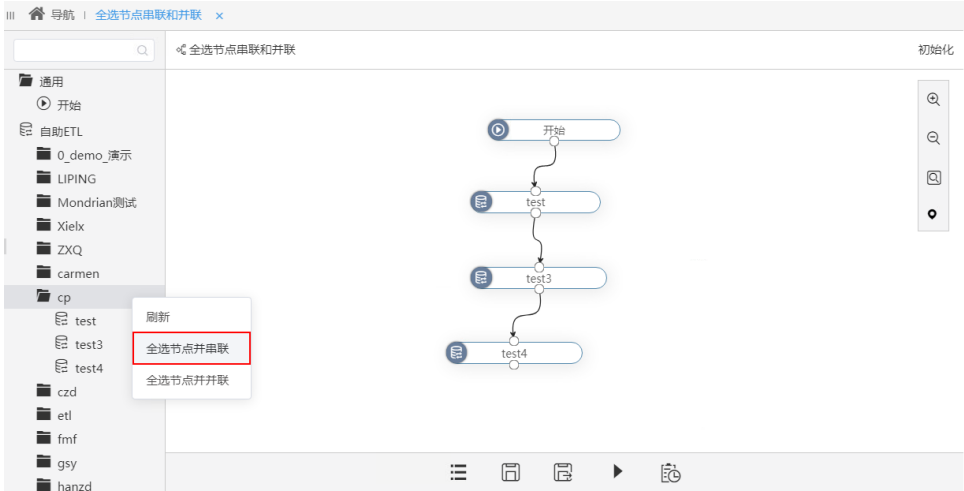 导航 全选节点串联和并联 ×
全选节点串联和并联 初始化
通用
开始
自助ETL
0_demo_演示
LIPING
Mondrian测试
Xielx
ZXQ
carmen
cp
test
test3
test4
czd
etl
fmf
gsy
hanzd
刷新
全选节点并串联
全选节点并并联
开始
test
test3
test4